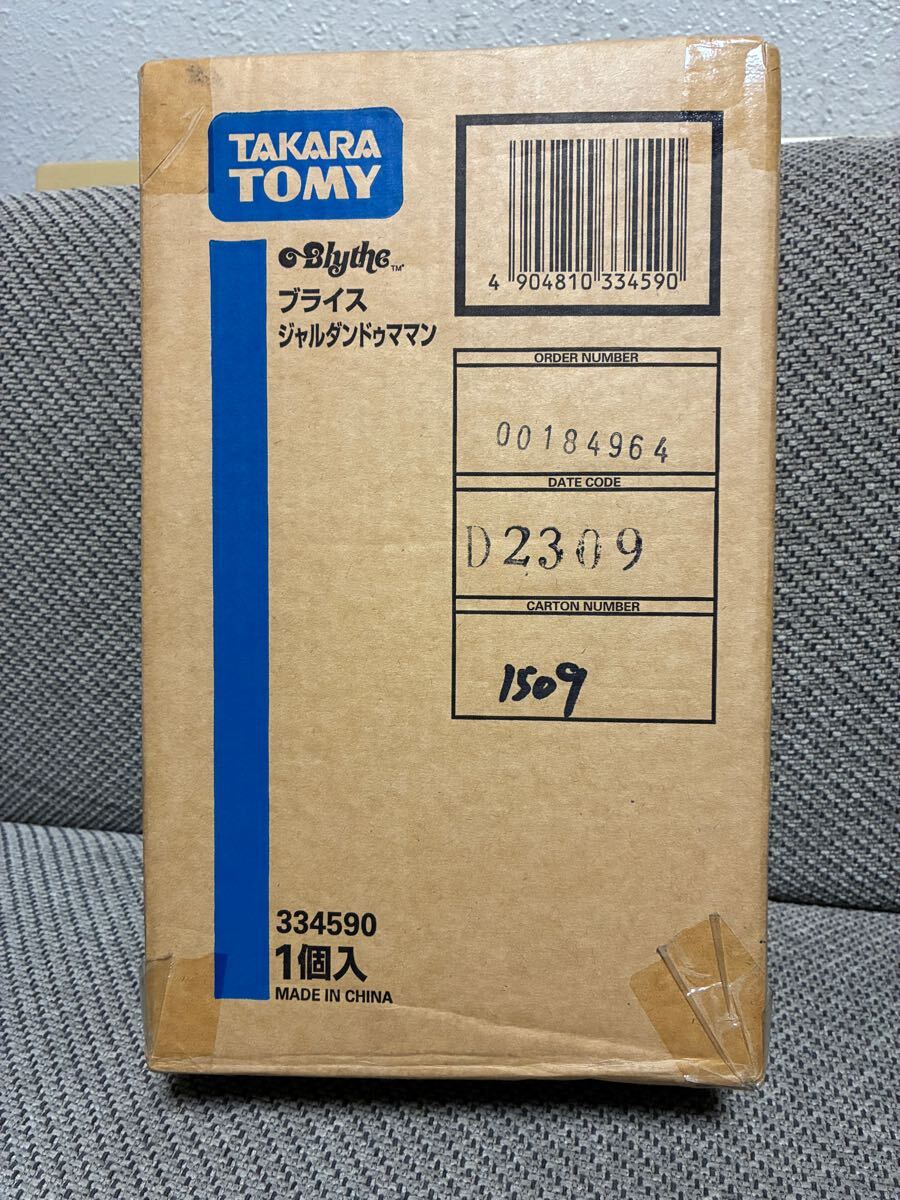 TAKARA
TOMY
Blythe™
ブライス
ジャルダンドゥママン
4 904810 334590
ORDER NUMBER
00184964
DATE CODE
D2309
CARTON NUMBER
1509
334590
1個入
MADE IN CHINA